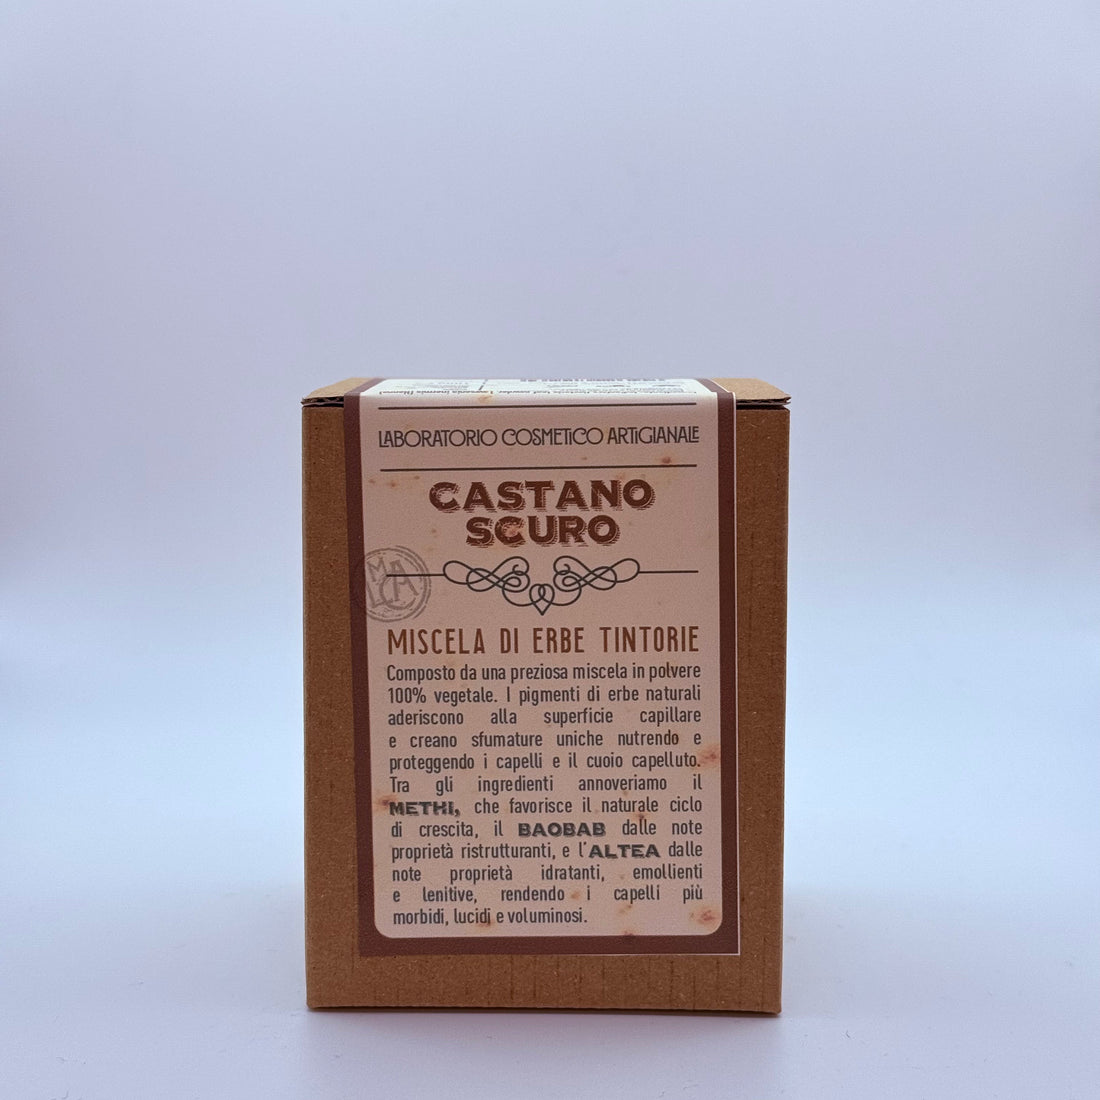 LABORATORIO COSMETICO ARTIGIANALE
CASTANO
SCURO
MISCELA DI ERBE TINTORIE
Composto da una preziosa miscela in polvere
100% vegetale. I pigmenti di erbe naturali
aderiscono alla superficie capillare
e creano sfumature uniche nutrendo e
proteggendo i capelli e il cuoio capelluto.
Tra gli ingredienti annoveriamo il
METHI, che favorisce il naturale ciclo
di crescita, il BAOBAB dalle note
proprietà ristrutturanti, e l'ALTEA dalle
note proprietà idratanti, emollienti
e lenitive, rendendo i capelli più
morbidi, lucidi e voluminosi.